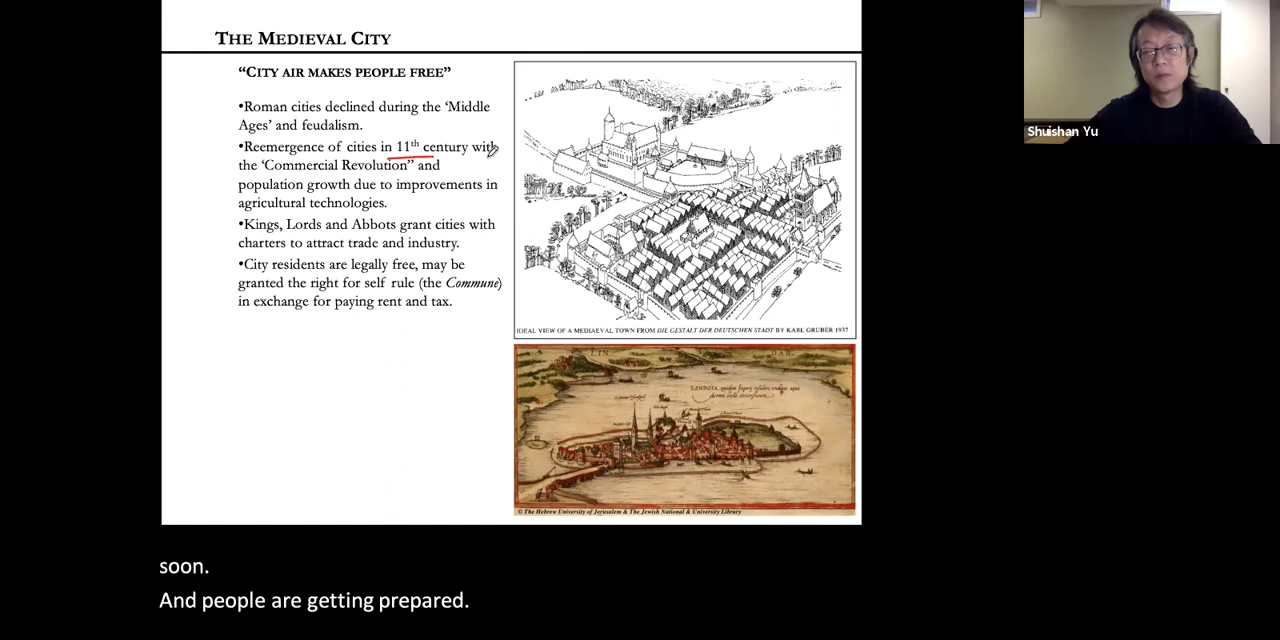 THE MEDIEVAL CITY
“CITY AIR MAKES PEOPLE FREE”
•Roman cities declined during the ‘Middle
Ages’ and feudalism.
•Reemergence of cities in 11th century with
the ‘Commercial Revolution” and
population growth due to improvements in
agricultural technologies.
•Kings, Lords and Abbots grant cities with
charters to attract trade and industry.
•City residents are legally free, may be
granted the right for self rule (the Commune)
in exchange for paying rent and tax.
IDEAL VIEW OF A MEDIAEVAL TOWN FROM DIE GESTALT DER DEUTSCHEN STADT BY KARL GRUBER 1937
LIN DAW
© The Hebrew University of Jerusalem & The Jewish National & University Library
Shuishan Yu
soon.
And people are getting prepared.